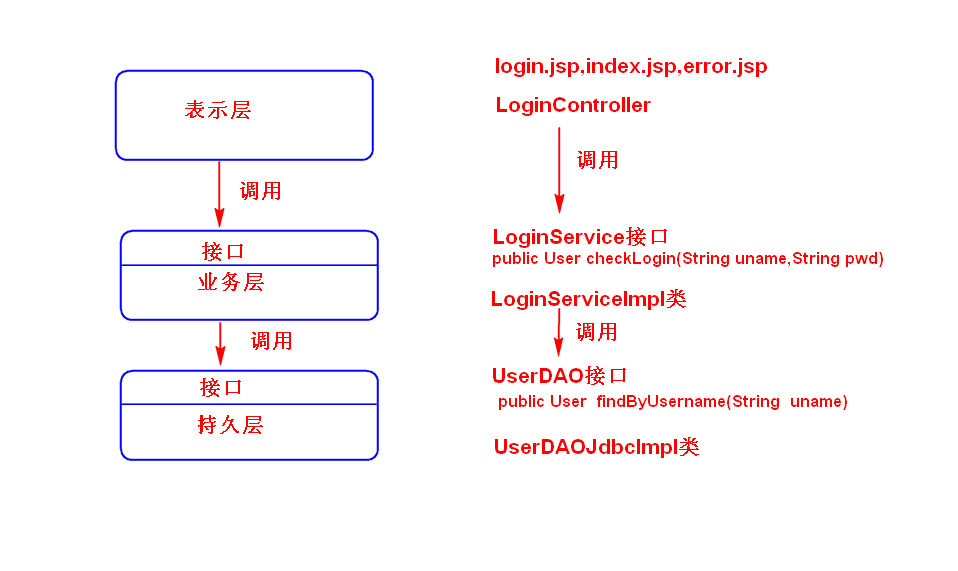 表示层
调用
接口
业务层
调用
接口
持久层
login.jsp,index.jsp,error.jsp
LoginController
调用
LoginService接口
public User checkLogin(String uname,String pwd)
LoginServiceImpl类
调用
UserDAO接口
public User findByUsername(String uname)
UserDAOJdbcImpl类